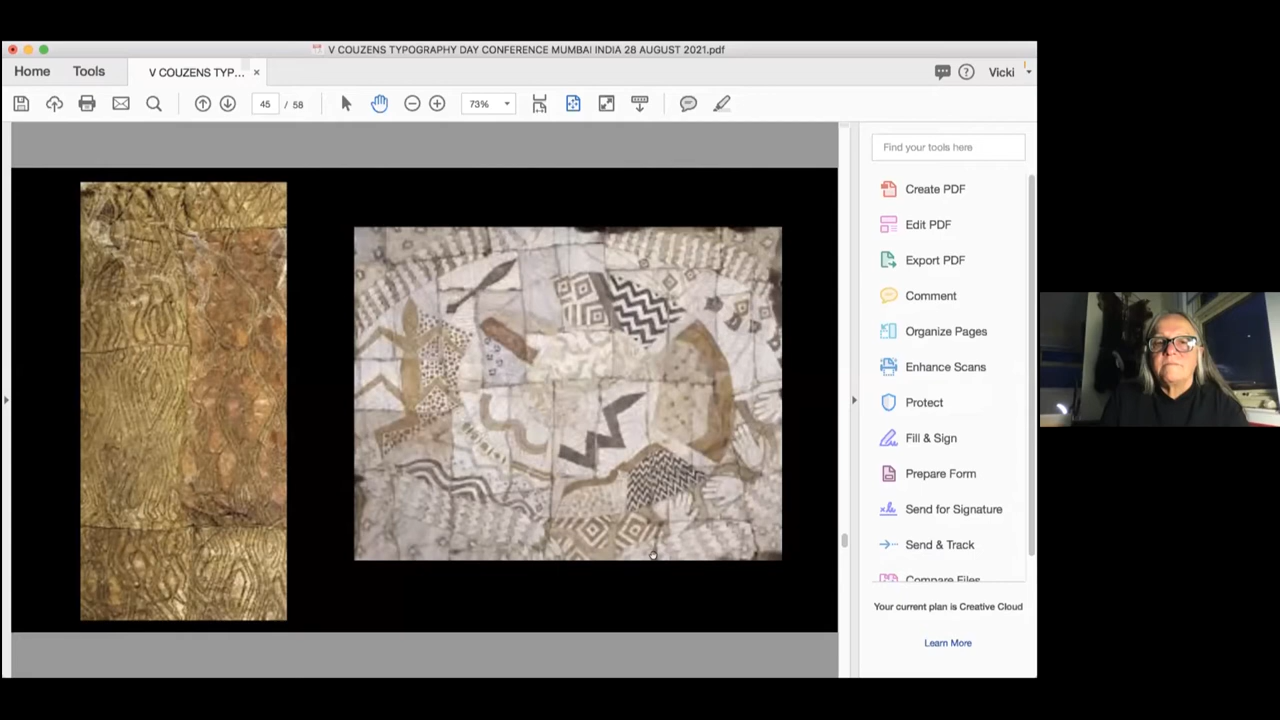 V COUZENS TYPOGRAPHY DAY CONFERENCE MUMBAI INDIA 28 AUGUST 2021.pdf
Home
Tools
V COUZENS TYP...
Vicki
45 / 58
73%
Find your tools here
Create PDF
Edit PDF
Export PDF
Comment
Organize Pages
Enhance Scans
Protect
Fill & Sign
Prepare Form
Send for Signature
Send & Track
Compare Files
Your current plan is Creative Cloud
Learn More